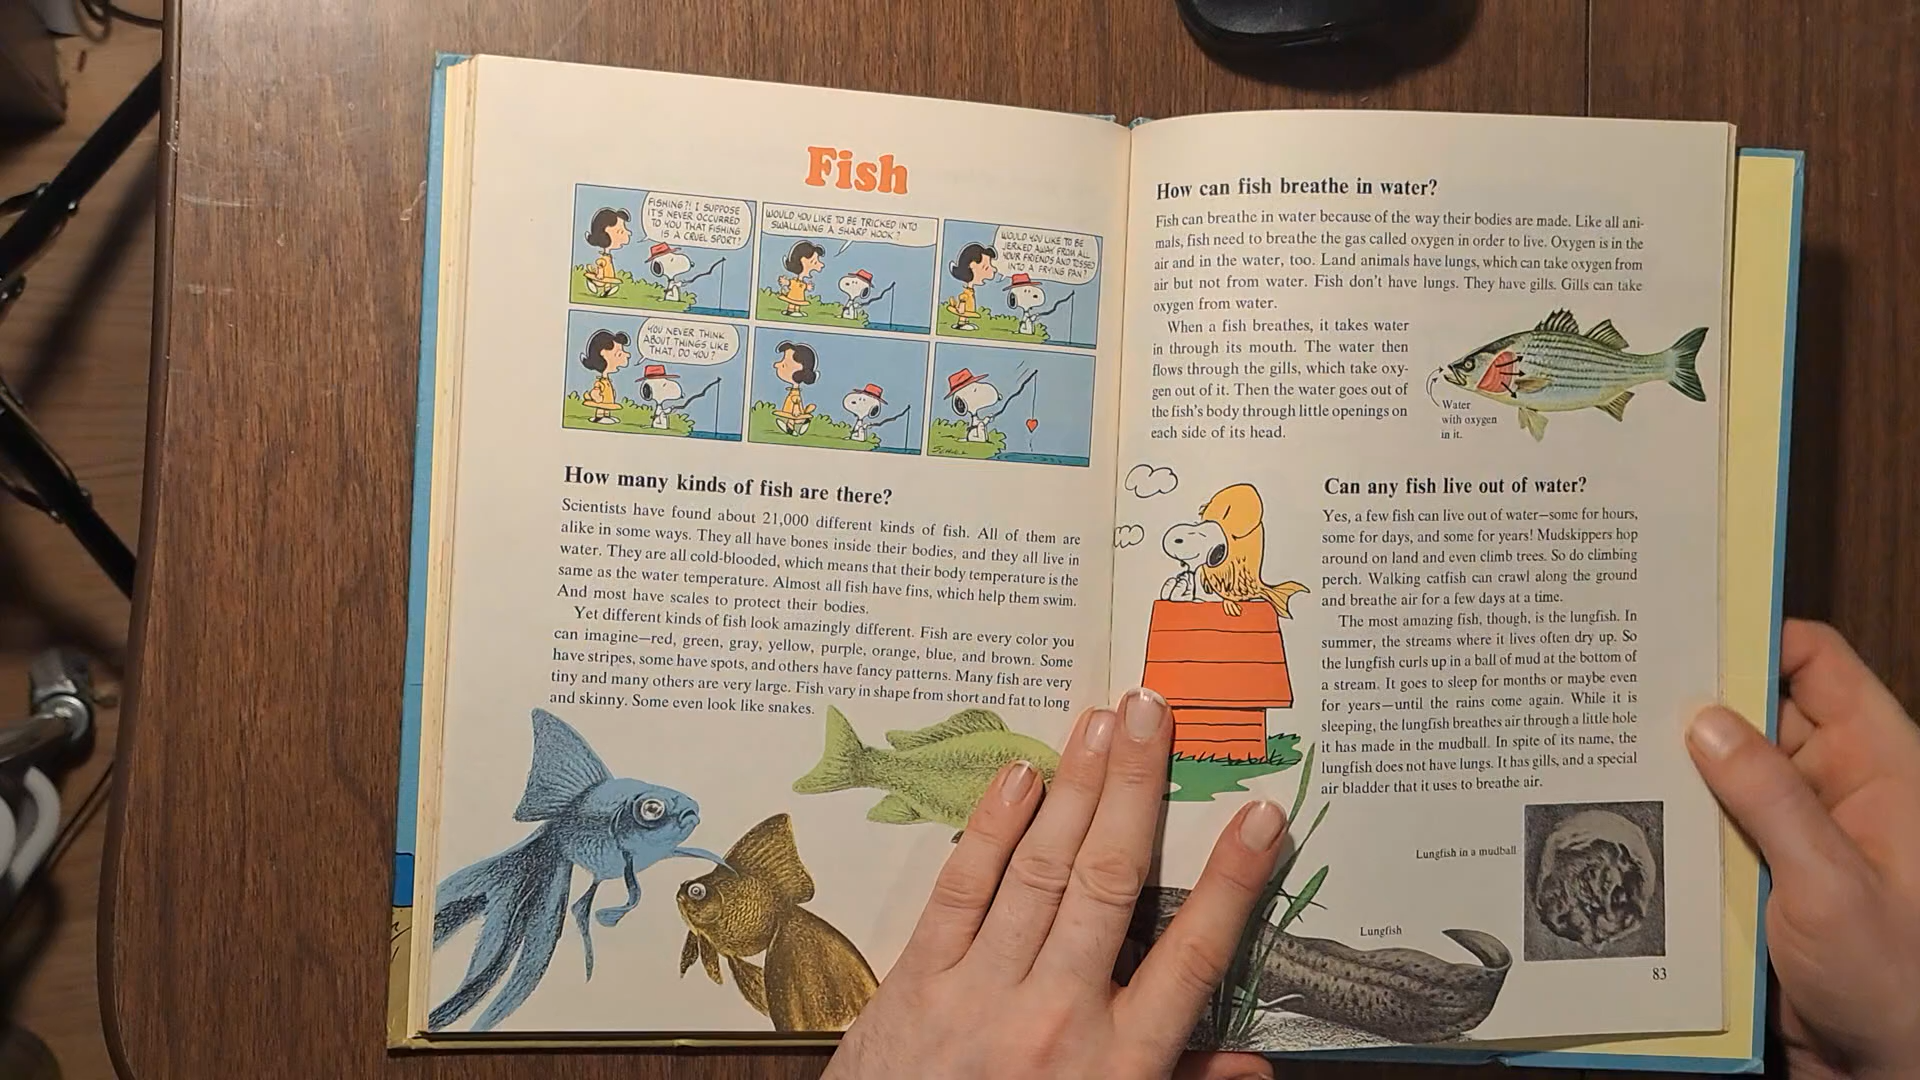 Fish
FISHING?! I SUPPOSE
IT'S NEVER OCCURRED
TO YOU THAT FISHING
IS A CRUEL SPORT!
WOULD YOU LIKE TO BE TRICKED INTO
SWALLOWING A SHARP HOOK?
WOULD YOU LIKE TO BE
JERKED AWAY FROM ALL
YOUR FRIENDS AND TOSSED
INTO A FRYING PAN?
YOU NEVER THINK
ABOUT THINGS LIKE
THAT, DO YOU?
SCHULZ
How many kinds of fish are there?
Scientists have found about 21,000 different kinds of fish. All of them are
alike in some ways. They all have bones inside their bodies, and they all live in
water. They are all cold-blooded, which means that their body temperature is the
same as the water temperature. Almost all fish have fins, which help them swim.
And most have scales to protect their bodies.
Yet different kinds of fish look amazingly different. Fish are every color you
can imagine—red, green, gray, yellow, purple, orange, blue, and brown. Some
have stripes, some have spots, and others have fancy patterns. Many fish are very
tiny and many others are very large. Fish vary in shape from short and fat to long
and skinny. Some even look like snakes.
How can fish breathe in water?
Fish can breathe in water because of the way their bodies are made. Like all ani-
mals, fish need to breathe the gas called oxygen in order to live. Oxygen is in the
air and in the water, too. Land animals have lungs, which can take oxygen from
air but not from water. Fish don't have lungs. They have gills. Gills can take
oxygen from water.
When a fish breathes, it takes water
in through its mouth. The water then
flows through the gills, which take oxy-
gen out of it. Then the water goes out of
the fish's body through little openings on
each side of its head.
Water
with oxygen
in it.
Can any fish live out of water?
Yes, a few fish can live out of water—some for hours,
some for days, and some for years! Mudskippers hop
around on land and even climb trees. So do climbing
perch. Walking catfish can crawl along the ground
and breathe air for a few days at a time.
The most amazing fish, though, is the lungfish. In
summer, the streams where it lives often dry up. So
the lungfish curls up in a ball of mud at the bottom of
a stream. It goes to sleep for months or maybe even
for years—until the rains come again. While it is
sleeping, the lungfish breathes air through a little hole
it has made in the mudball. In spite of its name, the
lungfish does not have lungs. It has gills, and a special
air bladder that it uses to breathe air.
Lungfish in a mudball
Lungfish
83